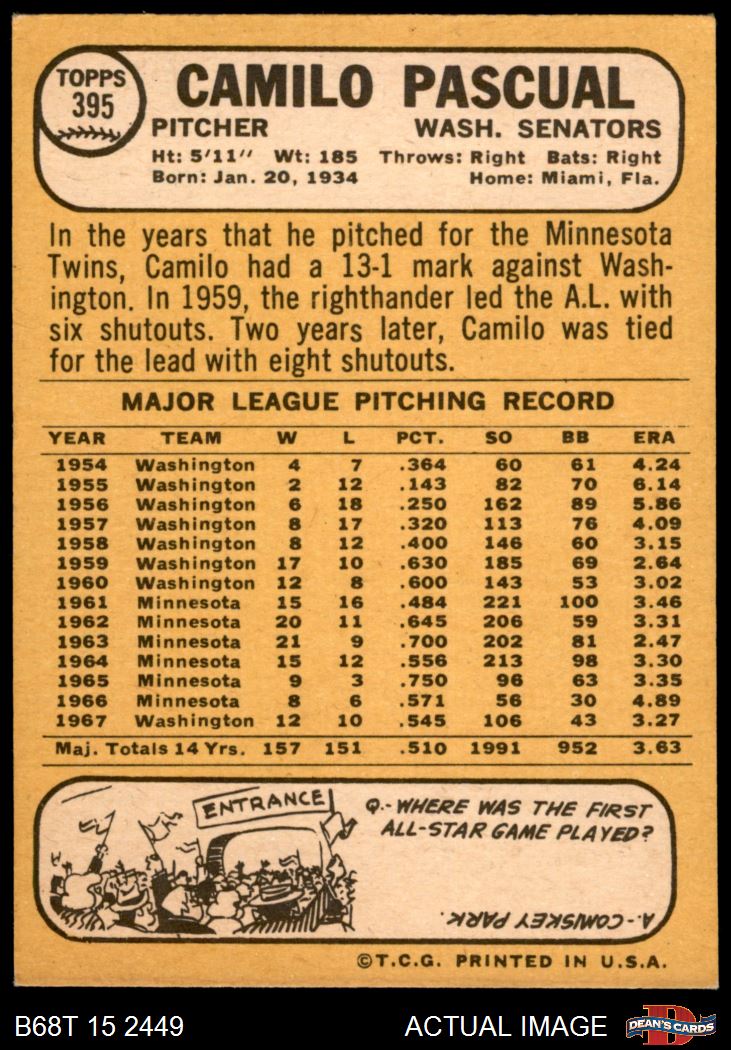 TOPPS
395
CAMILO PASCUAL
PITCHER WASH. SENATORS
Ht: 5'11" Wt: 185 Throws: Right Bats: Right
Born: Jan. 20, 1934 Home: Miami, Fla.
In the years that he pitched for the Minnesota
Twins, Camilo had a 13-1 mark against Wash-
ington. In 1959, the righthander led the A.L. with
six shutouts. Two years later, Camilo was tied
for the lead with eight shutouts.
MAJOR LEAGUE PITCHING RECORD
YEAR TEAM W L PCT. SO BB ERA
1954 Washington 4 7 .364 60 61 4.24
1955 Washington 2 12 .143 82 70 6.14
1956 Washington 6 18 .250 162 89 5.86
1957 Washington 8 17 .320 113 76 4.09
1958 Washington 8 12 .400 146 60 3.15
1959 Washington 17 10 .630 185 69 2.64
1960 Washington 12 8 .600 143 53 3.02
1961 Minnesota 15 16 .484 221 100 3.46
1962 Minnesota 20 11 .645 206 59 3.31
1963 Minnesota 21 9 .700 202 81 2.47
1964 Minnesota 15 12 .556 213 98 3.30
1965 Minnesota 9 3 .750 96 63 3.35
1966 Minnesota 8 6 .571 56 30 4.89
1967 Washington 12 10 .545 106 43 3.27
Maj. Totals 14 Yrs. 157 151 .510 1991 952 3.63
ENTRANCE
Q.- WHERE WAS THE FIRST
ALL-STAR GAME PLAYED?
A.- COMISKEY PARK.
©T.C.G. PRINTED IN U.S.A.
B68T 15 2449 ACTUAL IMAGE
D
DEAN'S CARDS